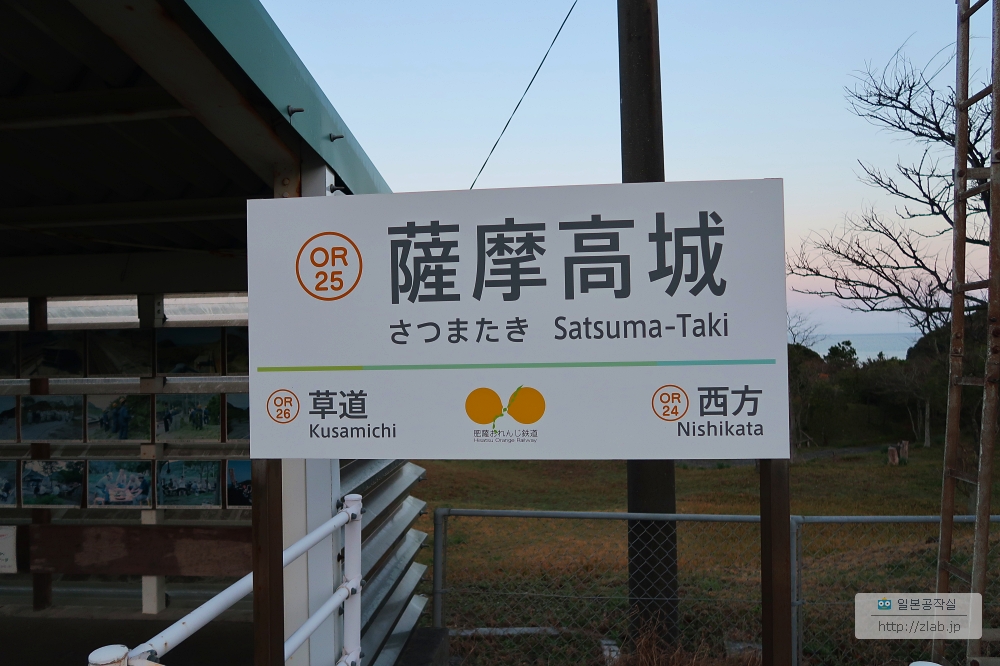 OR
25
薩摩高城
さつまたき Satsuma-Taki
OR
26
草道
Kusamichi
肥薩おれんじ鉄道
Hisatsu Orange Railway
OR
24
西方
Nishikata
일본공작실
http://zlab.jp